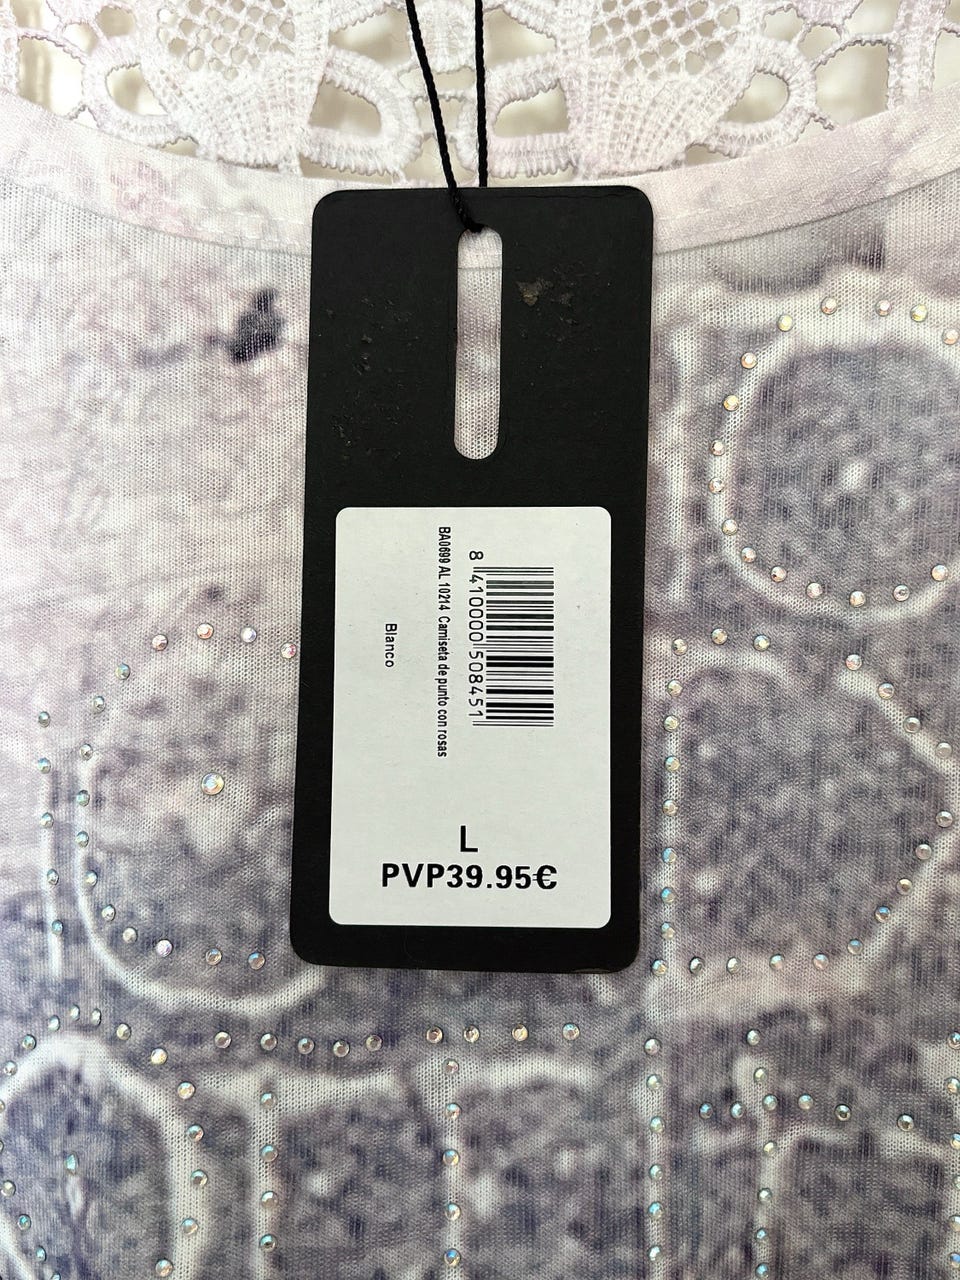 8 410000 508451
BA0699 AL 10214 Camiseta de punto con rosas
Blanco
L
PVP39.95€